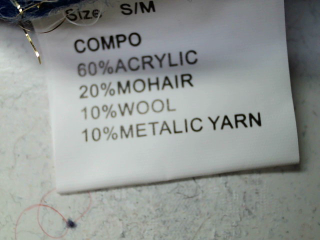 Size. S/M
COMPO
60%ACRYLIC
20%MOHAIR
10%WOOL
10%METALIC YARN